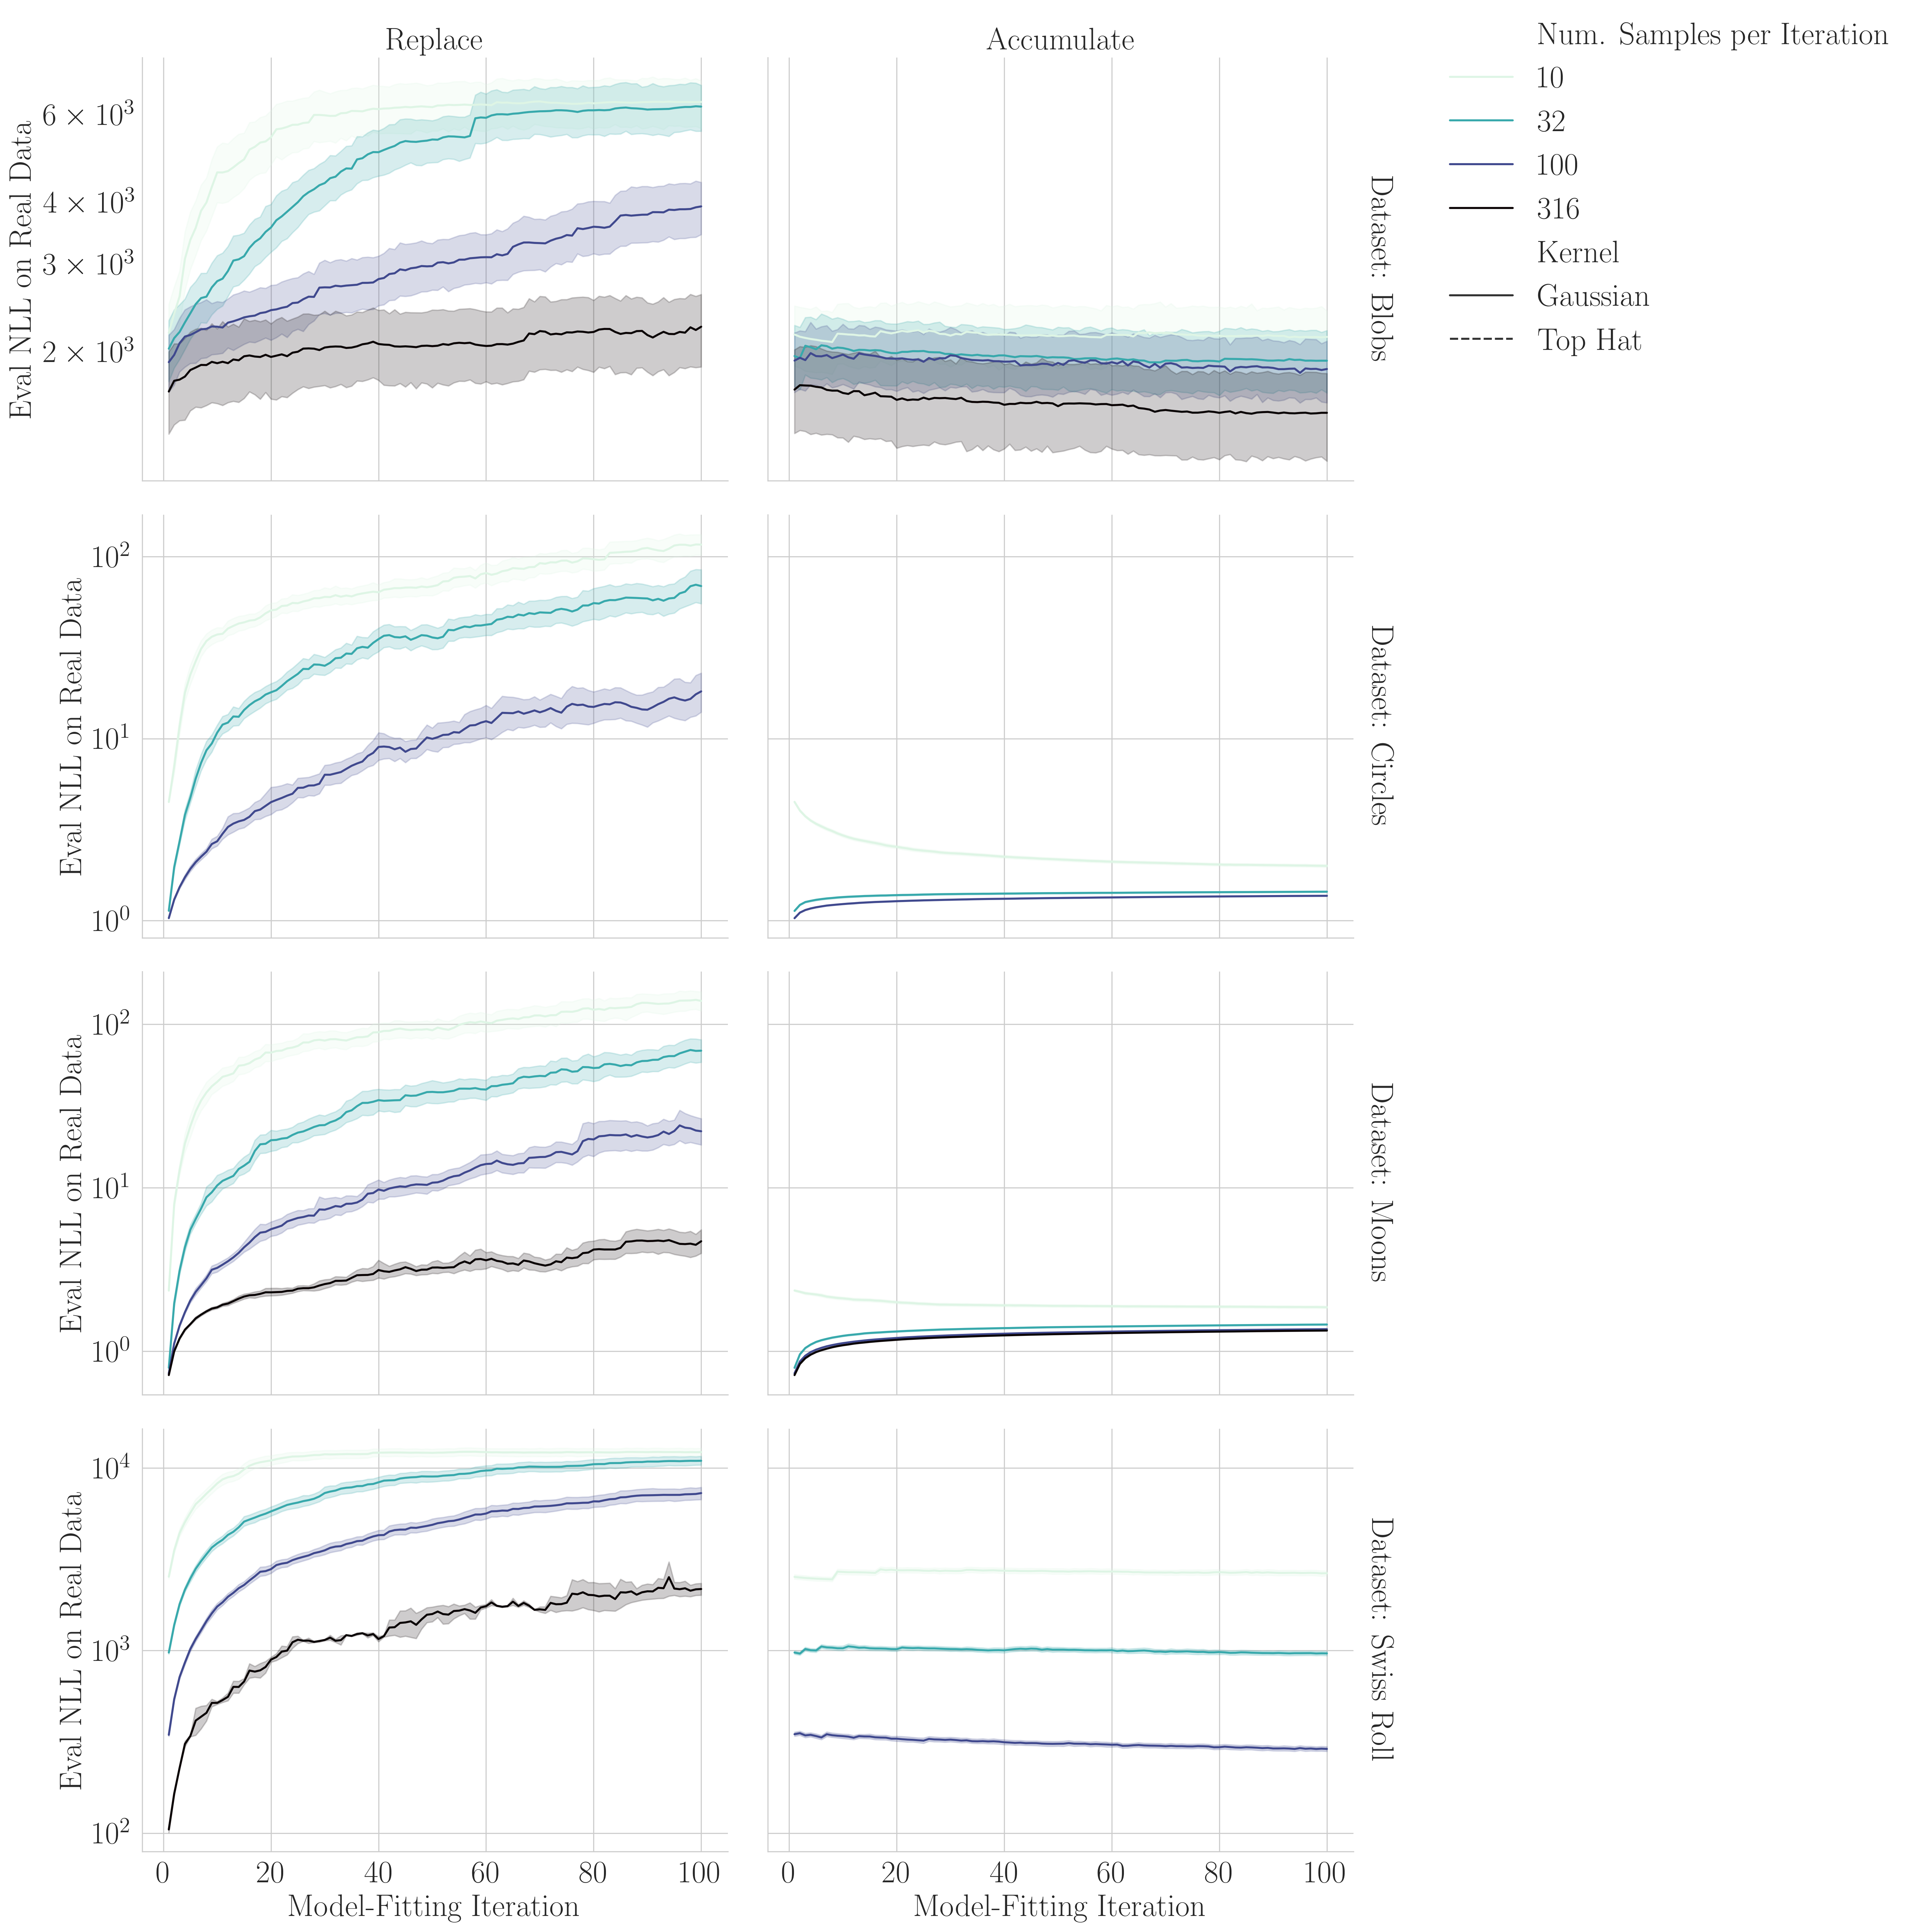 Replace
Accumulate
Num. Samples per Iteration
10
32
100
316
Kernel
Gaussian
Top Hat
Eval NLL on Real Data
6 × 10³
4 × 10³
3 × 10³
2 × 10³
Dataset: Blobs
Eval NLL on Real Data
10²
10¹
10⁰
Dataset: Circles
Eval NLL on Real Data
10²
10¹
10⁰
Dataset: Moons
Eval NLL on Real Data
10⁴
10³
10²
Dataset: Swiss Roll
0 20 40 60 80 100
0 20 40 60 80 100
Model-Fitting Iteration
Model-Fitting Iteration